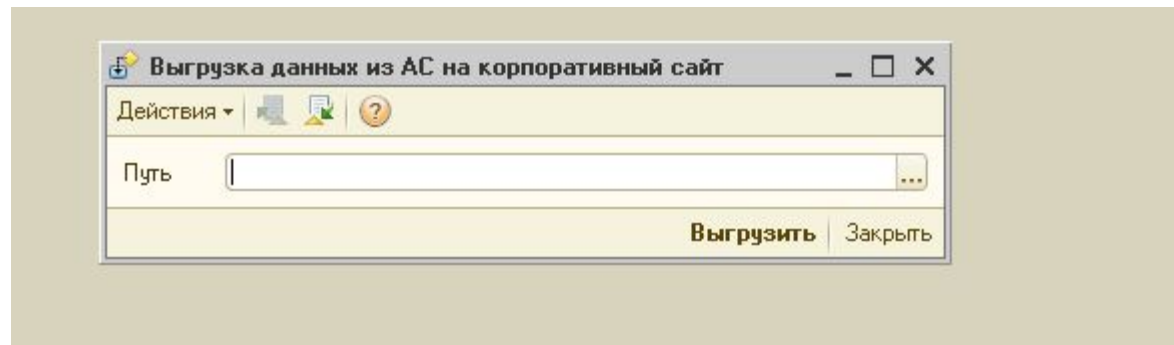 Выгрузка данных из АС на корпоративный сайт
Действия
Путь
...
Выгрузить Закрыть